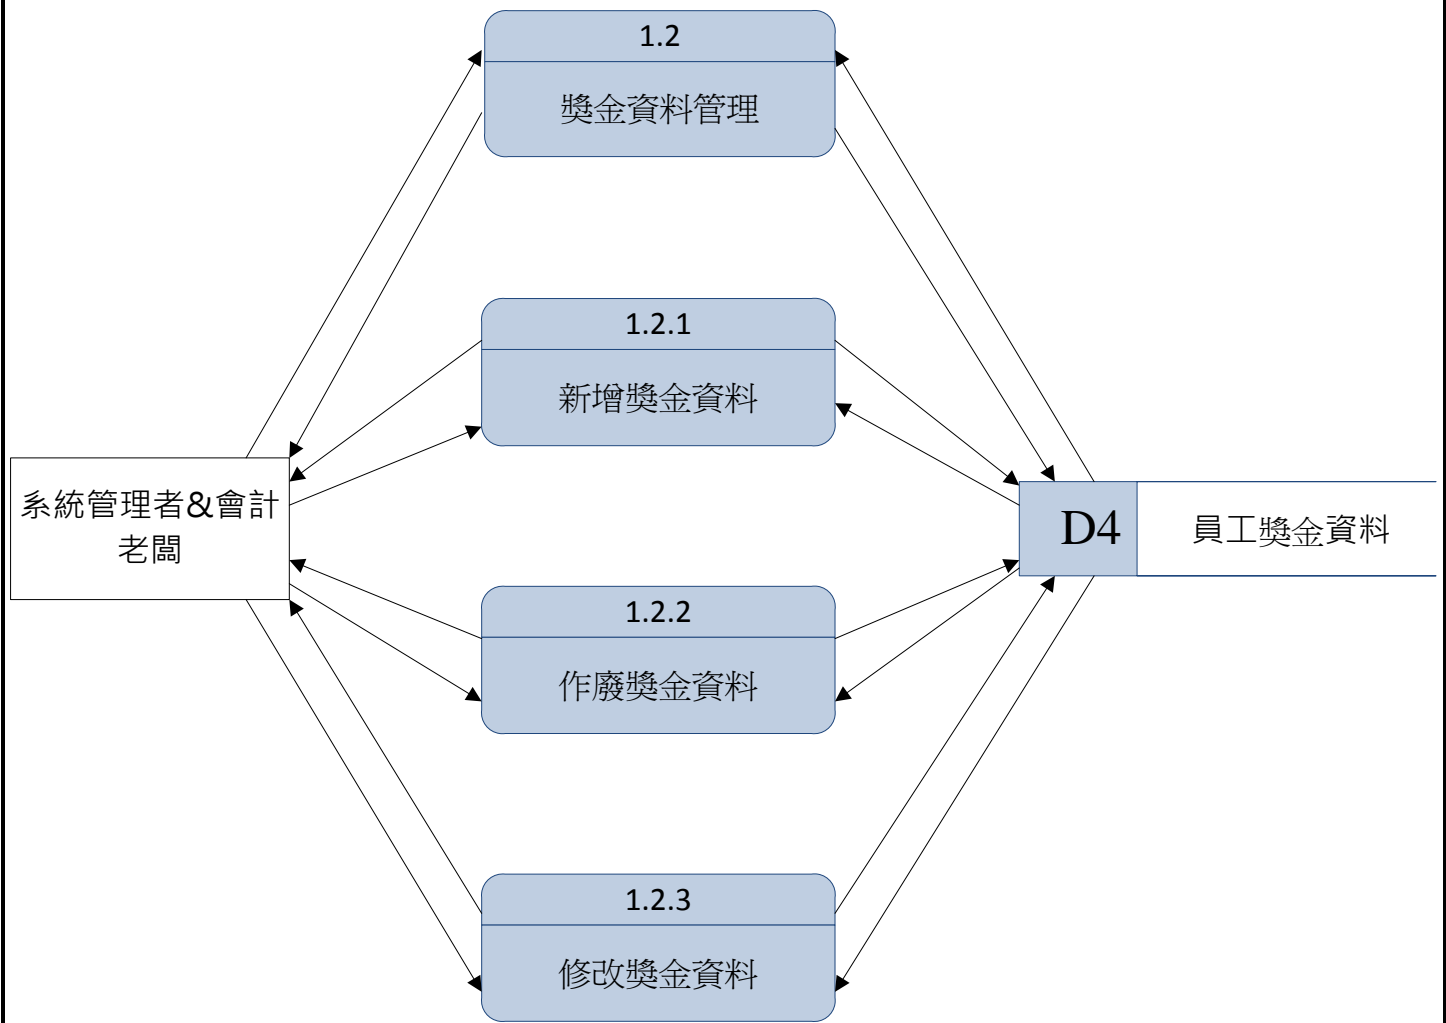 1.2
獎金資料管理
1.2.1
新增獎金資料
系統管理者&會計
老闆
D4
員工獎金資料
1.2.2
作廢獎金資料
1.2.3
修改獎金資料